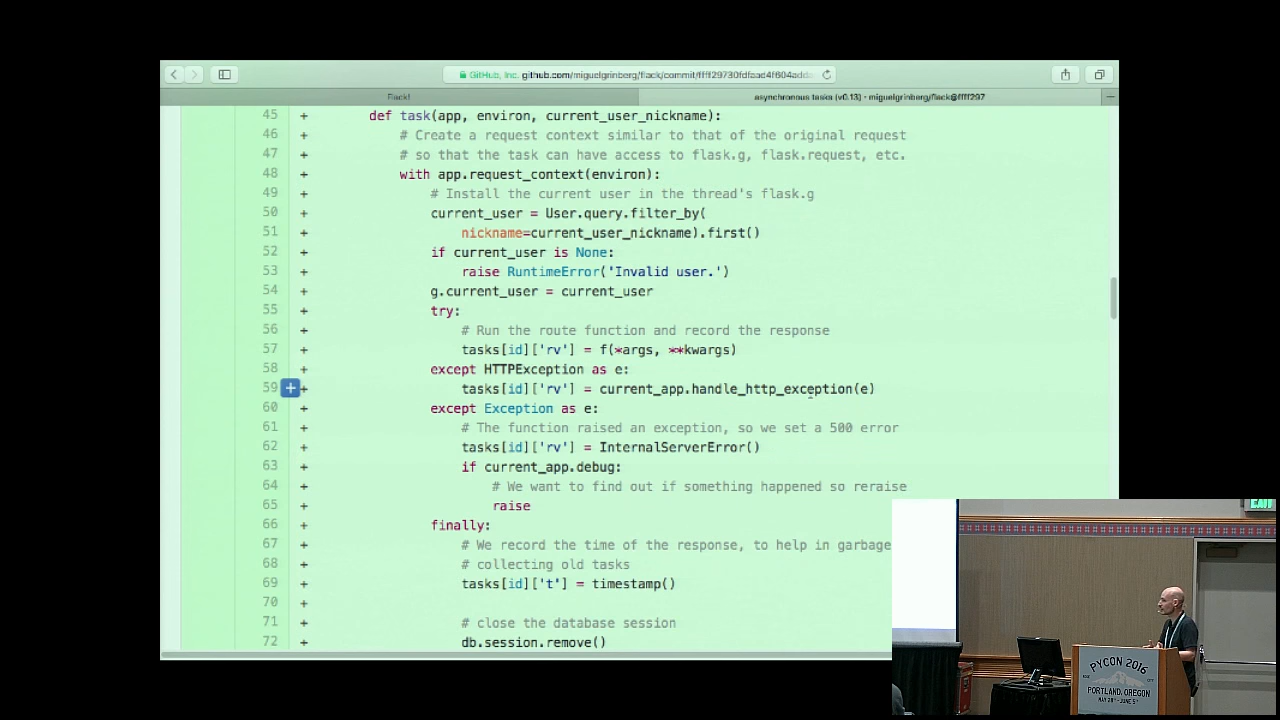 GitHub, Inc. github.com/miguelgrinberg/flack/commit/ffff29730fdfaad4f604adda
Flack!
asynchronous tasks (v0.13) · miguelgrinberg/flack@ffff297
45 + def task(app, environ, current_user_nickname):
46 + # Create a request context similar to that of the original request
47 + # so that the task can have access to flask.g, flask.request, etc.
48 + with app.request_context(environ):
49 + # Install the current user in the thread's flask.g
50 + current_user = User.query.filter_by(
51 + nickname=current_user_nickname).first()
52 + if current_user is None:
53 + raise RuntimeError('Invalid user.')
54 + g.current_user = current_user
55 + try:
56 + # Run the route function and record the response
57 + tasks[id]['rv'] = f(*args, **kwargs)
58 + except HTTPException as e:
59 + + tasks[id]['rv'] = current_app.handle_http_exception(e)
60 + except Exception as e:
61 + # The function raised an exception, so we set a 500 error
62 + tasks[id]['rv'] = InternalServerError()
63 + if current_app.debug:
64 + # We want to find out if something happened so reraise
65 + raise
66 + finally:
67 + # We record the time of the response, to help in garbage
68 + # collecting old tasks
69 + tasks[id]['t'] = timestamp()
70 +
71 + # close the database session
72 + db.session.remove()
EXIT
PYCON 2016
PORTLAND, OREGON
MAY 28TH - JUNE 5TH